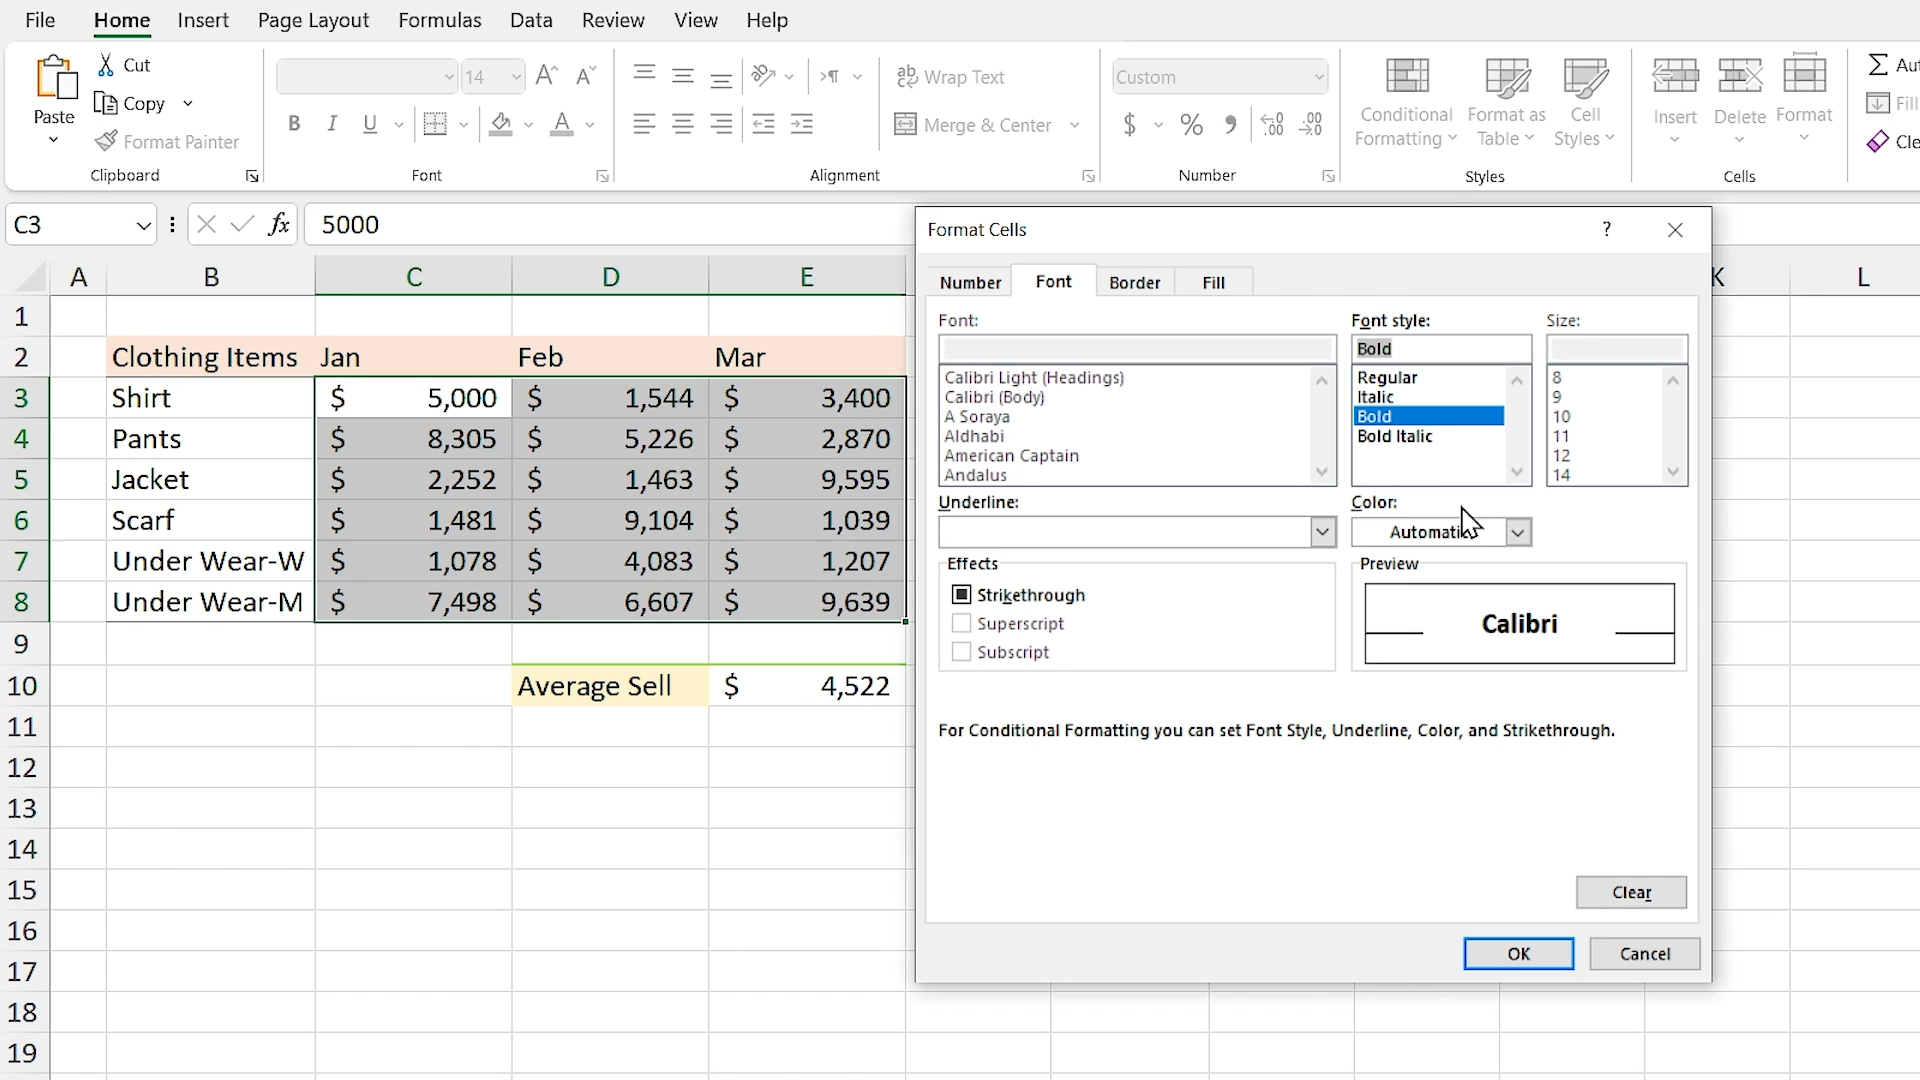 File Home Insert Page Layout Formulas Data Review View Help
Paste Cut Copy Format Painter Clipboard
14 B I U A Font
ab Wrap Text Merge & Center Alignment
Custom $ % Number
Conditional Formatting Format as Table Cell Styles Styles
Insert Delete Format Cells
Σ Aut
Fill
Cle
C3 fx 5000
A B C D E K L
1
2 Clothing Items Jan Feb Mar
3 Shirt $ 5,000 $ 1,544 $ 3,400
4 Pants $ 8,305 $ 5,226 $ 2,870
5 Jacket $ 2,252 $ 1,463 $ 9,595
6 Scarf $ 1,481 $ 9,104 $ 1,039
7 Under Wear-W $ 1,078 $ 4,083 $ 1,207
8 Under Wear-M $ 7,498 $ 6,607 $ 9,639
9
10 Average Sell $ 4,522
11
12
13
14
15
16
17
18
19
Format Cells ?
Number Font Border Fill
Font:
Calibri Light (Headings)
Calibri (Body)
A Soraya
Aldhabi
American Captain
Andalus
Font style:
Bold
Regular
Italic
Bold
Bold Italic
Size:
8
9
10
11
12
14
Underline:
Color:
Automatic
Effects
Strikethrough
Superscript
Subscript
Preview
Calibri
For Conditional Formatting you can set Font Style, Underline, Color, and Strikethrough.
Clear
OK Cancel